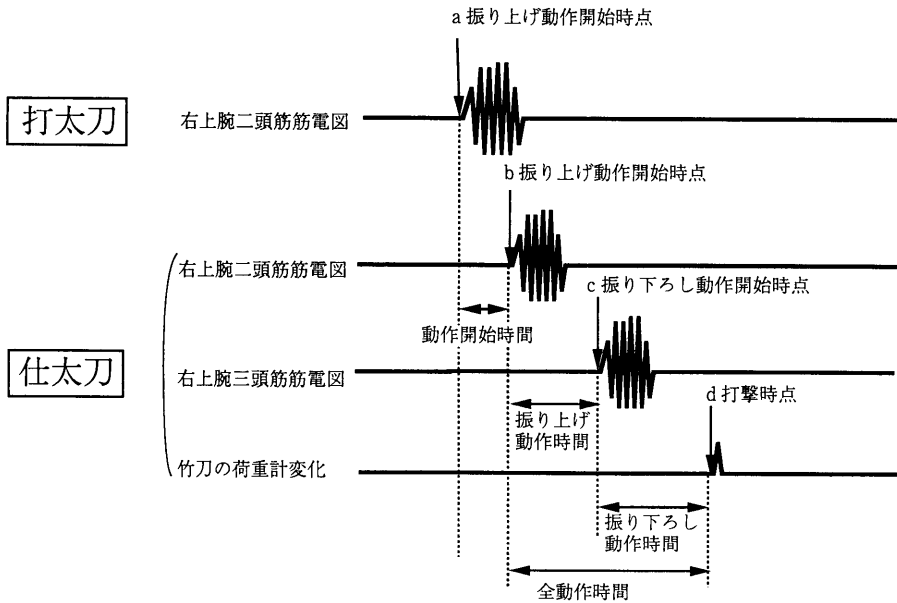 a 振り上げ動作開始時点
打太刀
右上腕二頭筋筋電図
b 振り上げ動作開始時点
右上腕二頭筋筋電図
c 振り下ろし動作開始時点
動作開始時間
仕太刀
右上腕三頭筋筋電図
d 打撃時点
振り上げ
動作時間
竹刀の荷重計変化
振り下ろし
動作時間
全動作時間